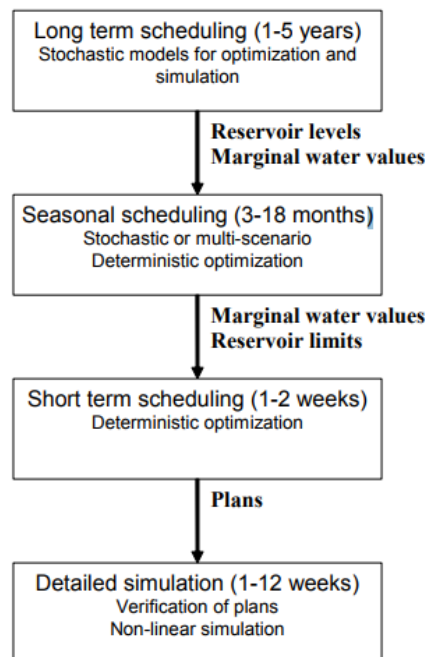 Long term scheduling (1-5 years)
Stochastic models for optimization and
simulation
Reservoir levels
Marginal water values
Seasonal scheduling (3-18 months)
Stochastic or multi-scenario
Deterministic optimization
Marginal water values
Reservoir limits
Short term scheduling (1-2 weeks)
Deterministic optimization
Plans
Detailed simulation (1-12 weeks)
Verification of plans
Non-linear simulation